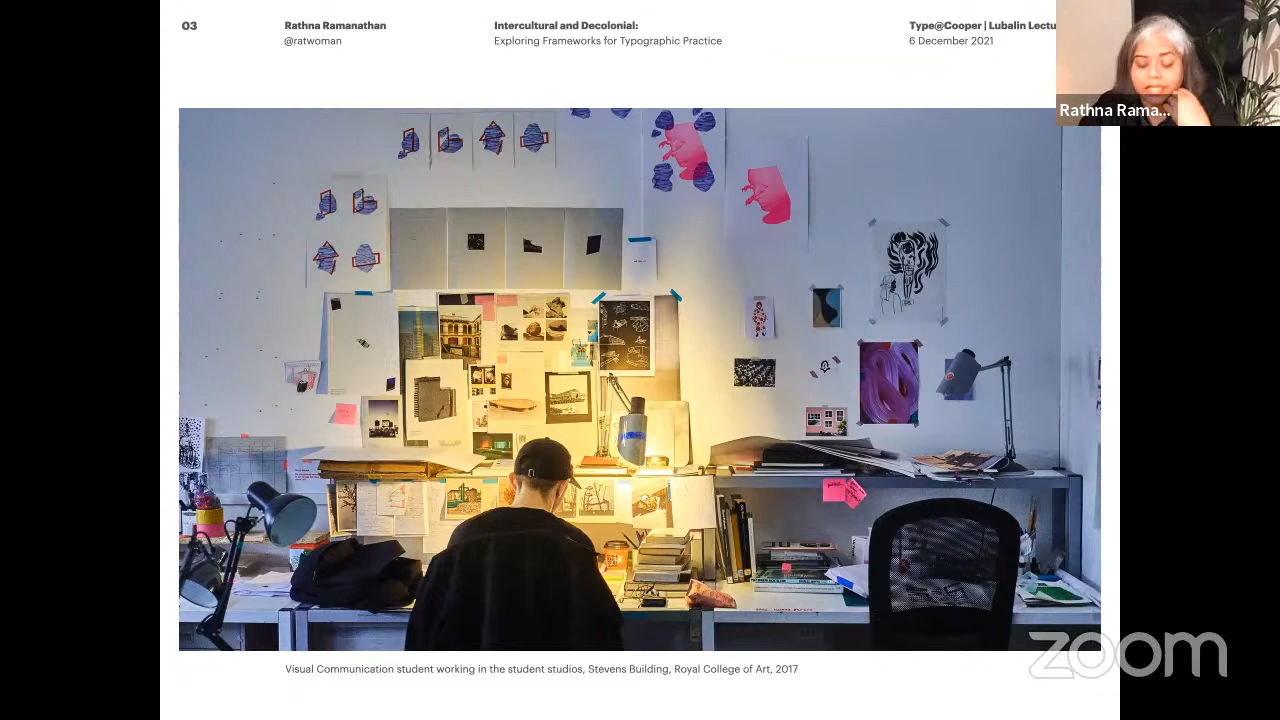 03
Rathna Ramanathan
@ratwoman
Intercultural and Decolonial:
Exploring Frameworks for Typographic Practice
Type@Cooper | Lubalin Lectu
6 December 2021
Rathna Rama...
Visual Communication student working in the student studios, Stevens Building, Royal College of Art, 2017
zoom